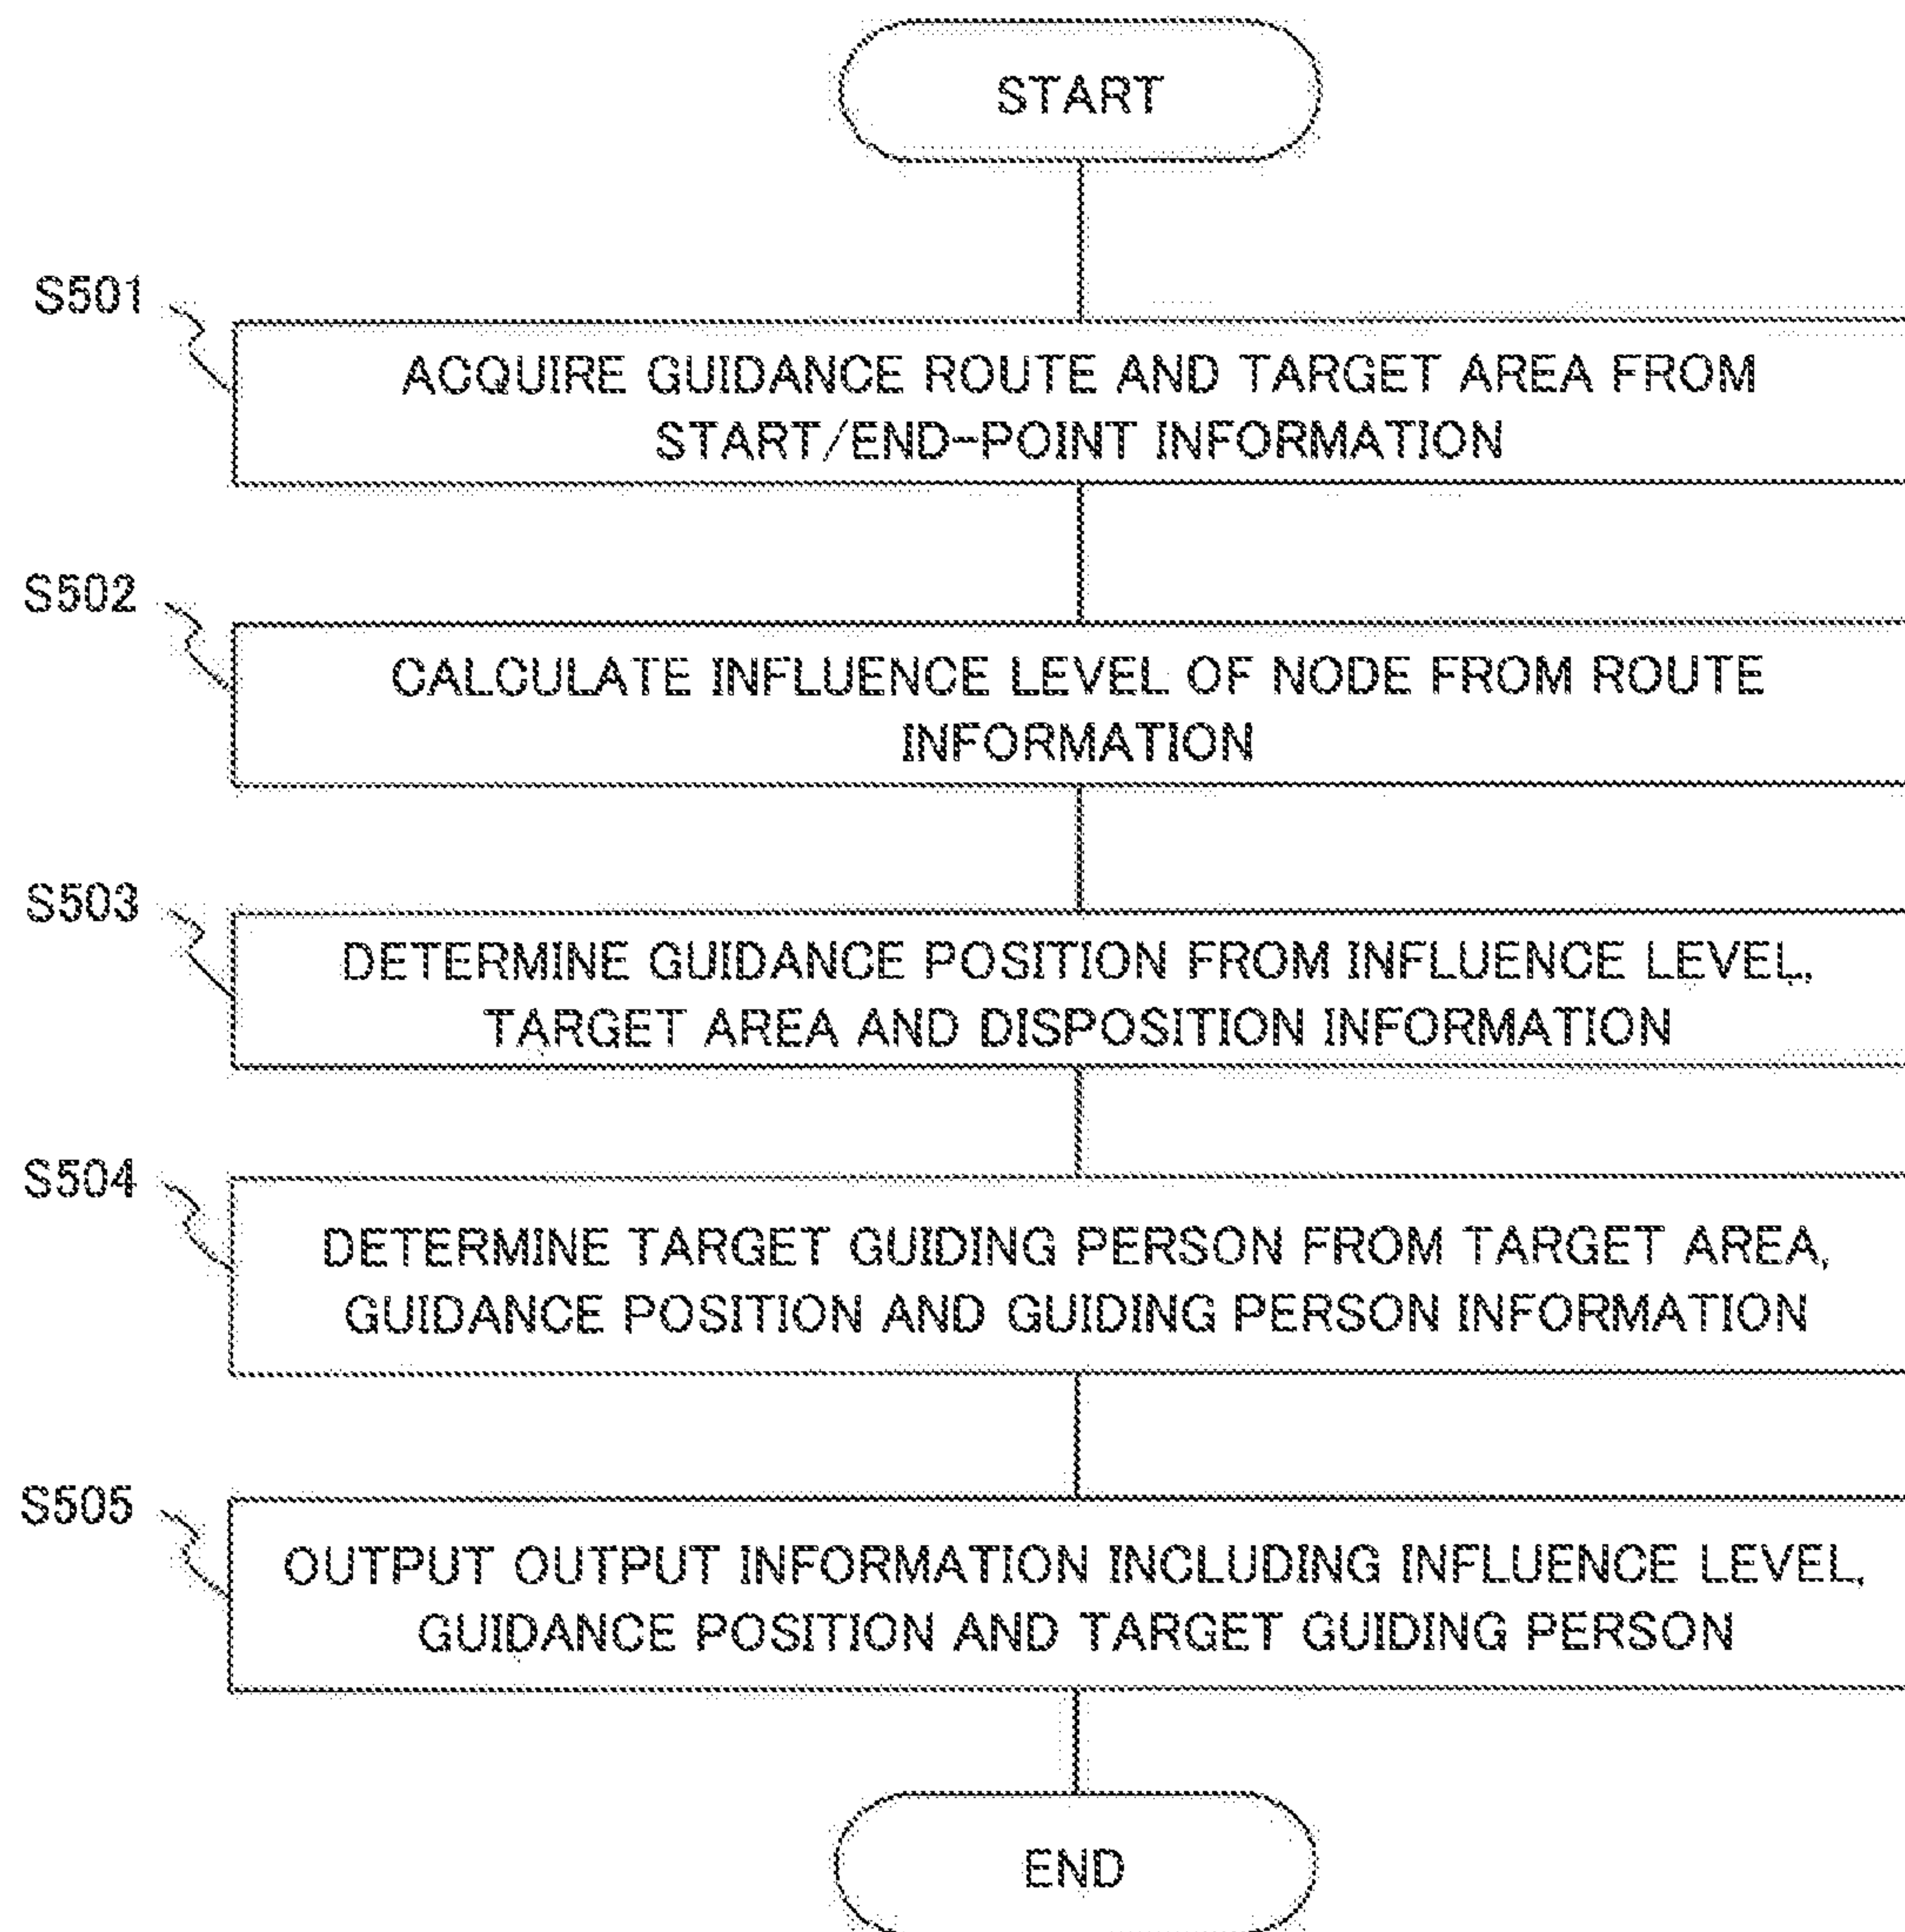 START
S501
ACQUIRE GUIDANCE ROUTE AND TARGET AREA FROM
START/END-POINT INFORMATION
S502
CALCULATE INFLUENCE LEVEL OF NODE FROM ROUTE
INFORMATION
S503
DETERMINE GUIDANCE POSITION FROM INFLUENCE LEVEL,
TARGET AREA AND DISPOSITION INFORMATION
S504
DETERMINE TARGET GUIDING PERSON FROM TARGET AREA,
GUIDANCE POSITION AND GUIDING PERSON INFORMATION
S505
OUTPUT OUTPUT INFORMATION INCLUDING INFLUENCE LEVEL,
GUIDANCE POSITION AND TARGET GUIDING PERSON
END